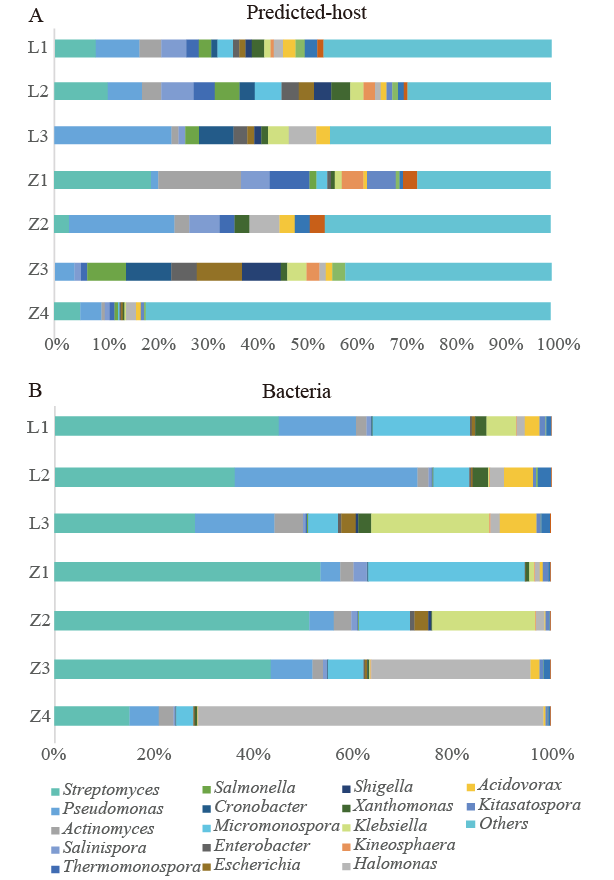 A
Predicted-host
L1
L2
L3
Z1
Z2
Z3
Z4
0% 10% 20% 30% 40% 50% 60% 70% 80% 90% 100%
B
Bacteria
L1
L2
L3
Z1
Z2
Z3
Z4
0% 20% 40% 60% 80% 100%
Streptomyces Salmonella Shigella Acidovorax
Pseudomonas Cronobacter Xanthomonas Kitasatospora
Actinomyces Micromonospora Klebsiella Others
Salinispora Enterobacter Kineosphaera
Thermomonospora Escherichia Halomonas